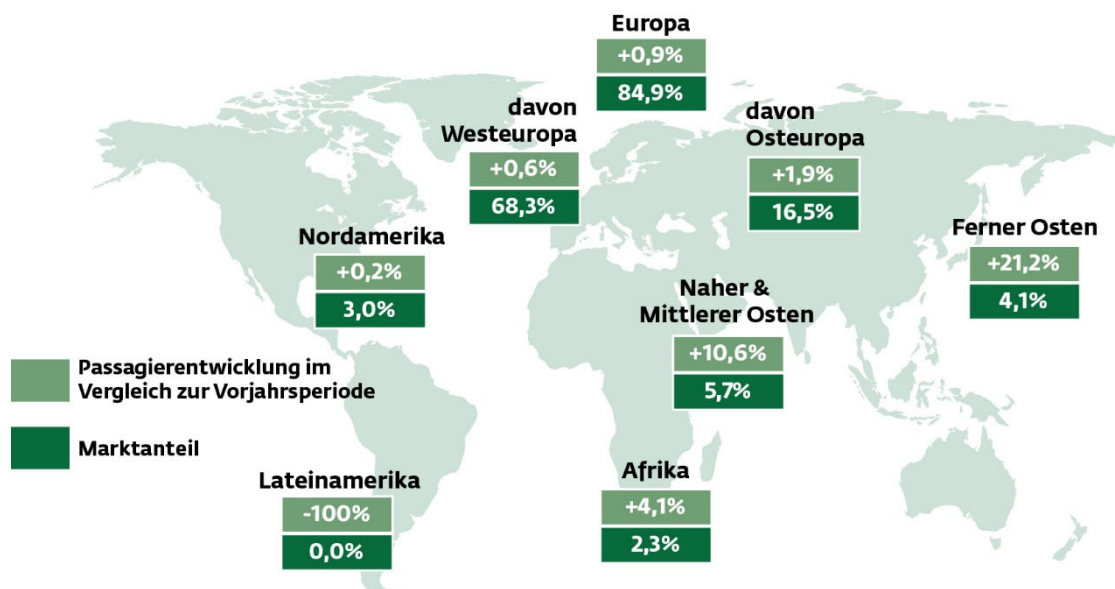 Europa
+0,9%
84,9%
davon
Westeuropa
+0,6%
68,3%
davon
Osteuropa
+1,9%
16,5%
Nordamerika
+0,2%
3,0%
Ferner Osten
+21,2%
4,1%
Naher &
Mittlerer Osten
+10,6%
5,7%
Passagierentwicklung im
Vergleich zur Vorjahrsperiode
Marktanteil
Lateinamerika
-100%
0,0%
Afrika
+4,1%
2,3%